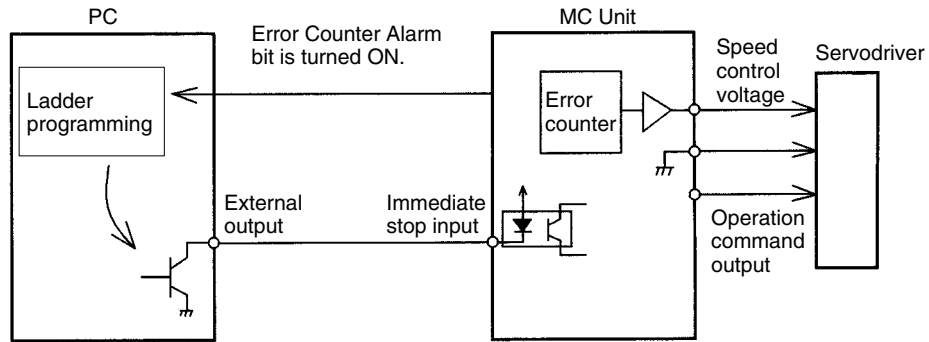 PC
MC Unit
Error Counter Alarm
bit is turned ON.
Speed
control
voltage
Servodriver
Ladder
programming
Error
counter
External
output
Immediate
stop input
Operation
command
output